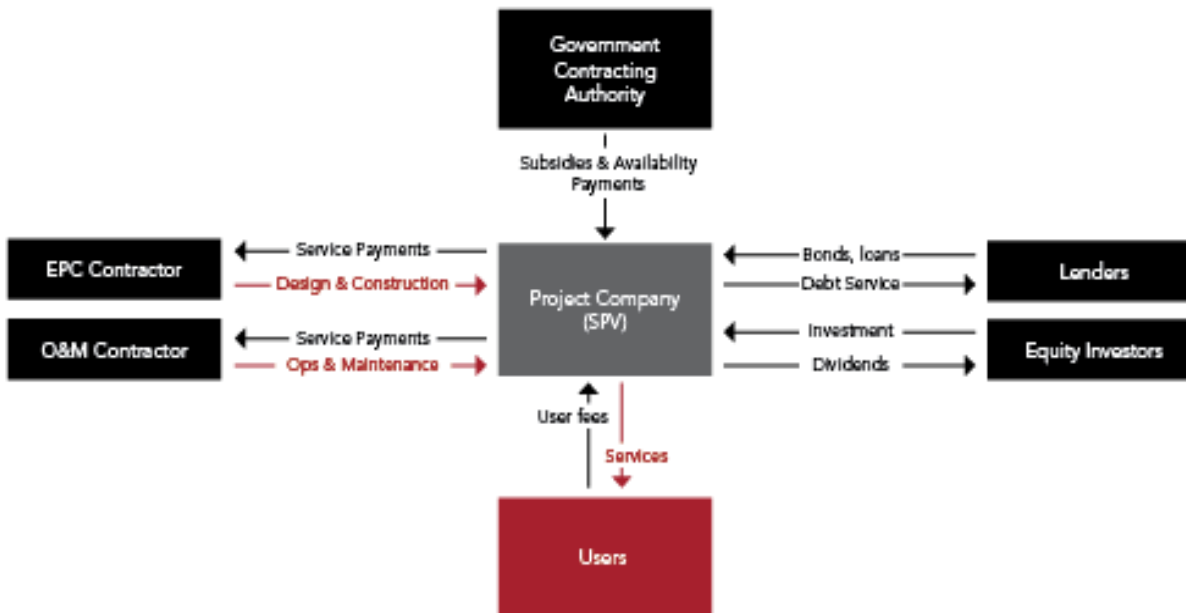 Government
Contracting
Authority
Subsidies & Availability
Payments
EPC Contractor
Service Payments
Design & Construction
O&M Contractor
Service Payments
Ops & Maintenance
Project Company
(SPV)
Bonds, loans
Debt Service
Lenders
Investment
Dividends
Equity Investors
User fees
Services
Users